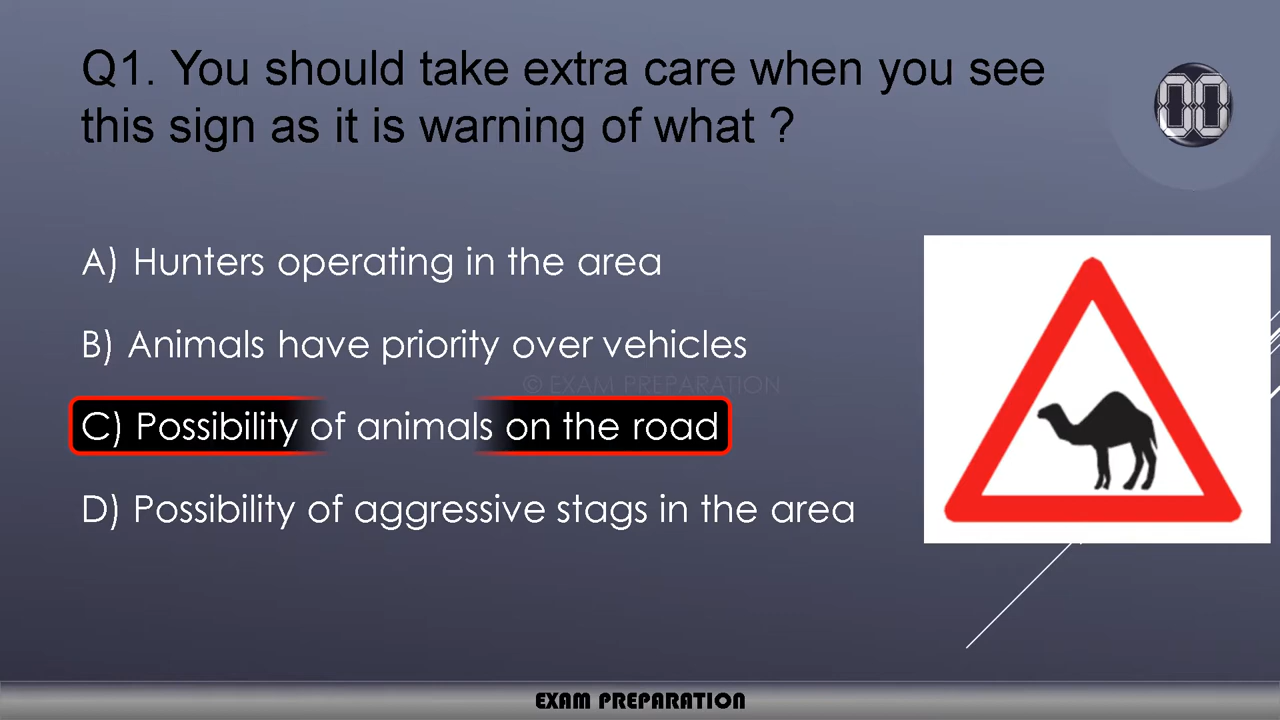 Q1. You should take extra care when you see
this sign as it is warning of what ?
00
A) Hunters operating in the area
B) Animals have priority over vehicles
© EXAM PREPARATION
C) Possibility of animals on the road
D) Possibility of aggressive stags in the area
EXAM PREPARATION